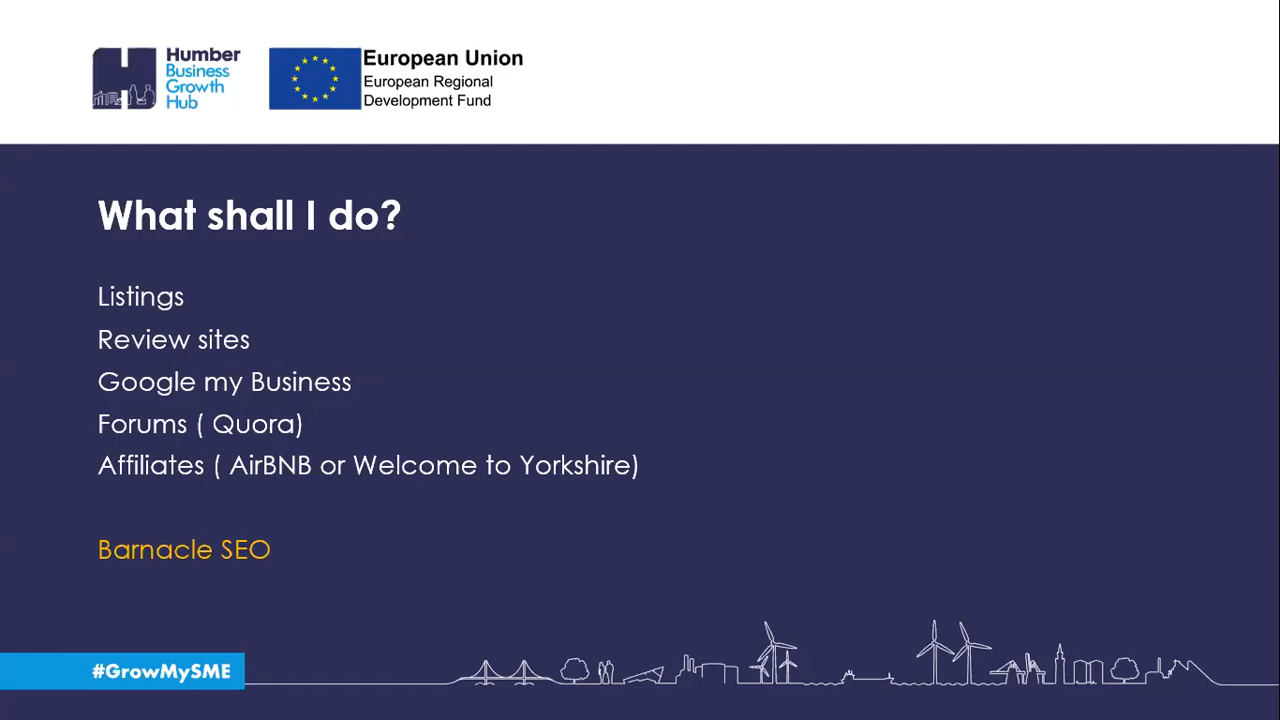 Humber
Business
Growth
Hub
European Union
European Regional
Development Fund
What shall I do?
Listings
Review sites
Google my Business
Forums ( Quora)
Affiliates ( AirBNB or Welcome to Yorkshire)
Barnacle SEO
#GrowMySME